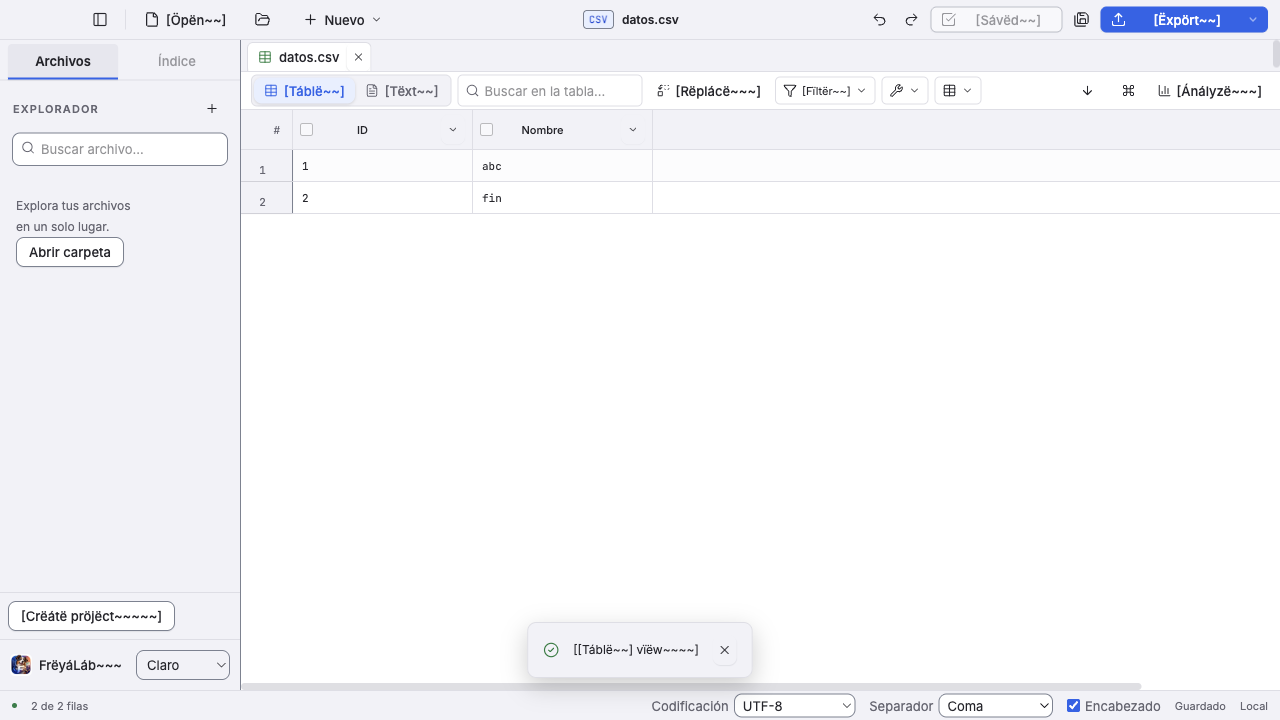 [Öpën~~]
Nuevo
CSV datos.csv
[Sávëd~~]
[Ëxpört~~]
Archivos
Índice
datos.csv
EXPLORADOR
Buscar archivo...
Explora tus archivos
en un solo lugar.
Abrir carpeta
[Táblë~~]
[Tëxt~~]
Buscar en la tabla...
[Rëplácë~~~]
[Fïltër~~]
[Ánályzë~~~]
# ID Nombre
1 1 abc
2 2 fin
[Crëátë pröjëct~~~~~]
FrëyáLáb~~~
Claro
[[Táblë~~] vïëw~~~~]
2 de 2 filas
Codificación UTF-8
Separador Coma
Encabezado
Guardado
Local